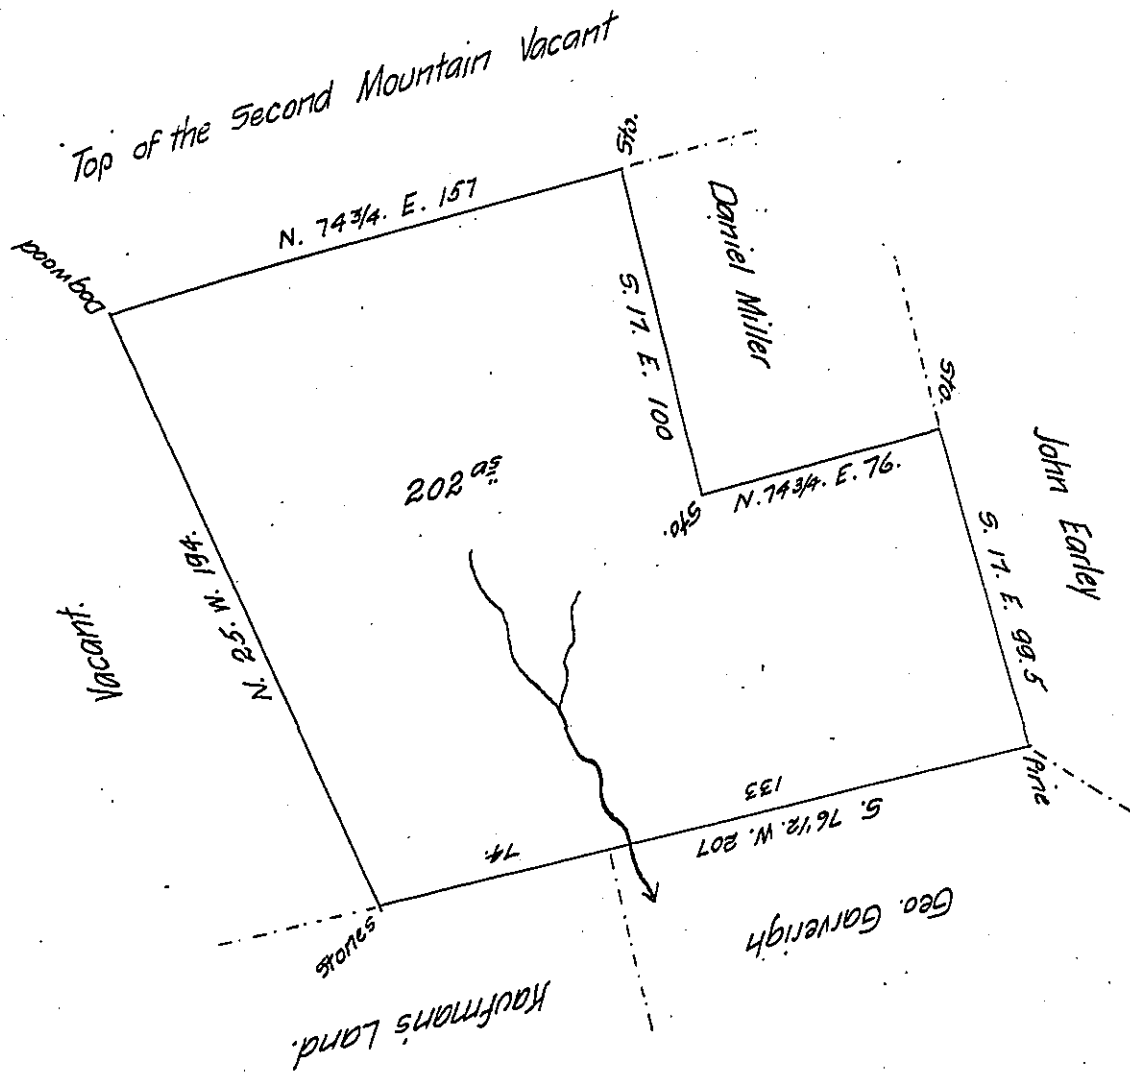 Top of the Second Mountain Vacant
Sto.
Daniel Miller
N. 74 3/4. E. 157
Dogwood
S. 17. E. 100
Sto.
John Earley
202 as
N. 74 3/4. E. 76.
Sto.
S. 17. E. 99.5
N. 25. W. 194.
Vacant.
Pine
133
S. 76 1/2. W. 207
74.
Geo. Garverigh
Stones
Kaufman's Land.